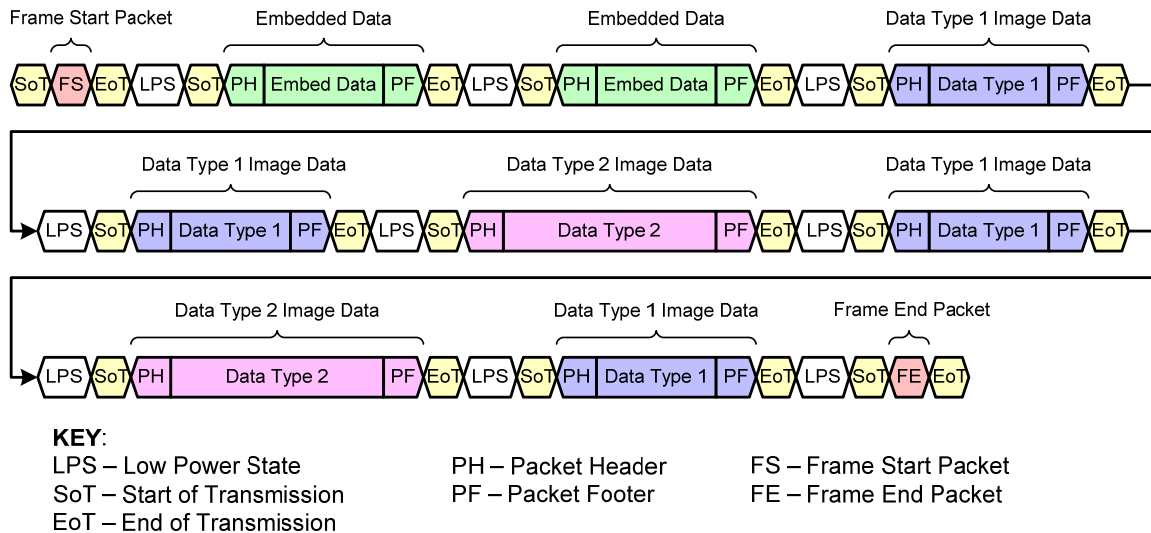 Frame Start Packet Embedded Data Embedded Data Data Type 1 Image Data
SoT FS EoT LPS SoT PH Embed Data PF EoT LPS SoT PH Embed Data PF EoT LPS SoT PH Data Type 1 PF EoT
Data Type 1 Image Data Data Type 2 Image Data Data Type 1 Image Data
LPS SoT PH Data Type 1 PF EoT LPS SoT PH Data Type 2 PF EoT LPS SoT PH Data Type 1 PF EoT
Data Type 2 Image Data Data Type 1 Image Data Frame End Packet
LPS SoT PH Data Type 2 PF EoT LPS SoT PH Data Type 1 PF EoT LPS SoT FE EoT
KEY:
LPS – Low Power State PH – Packet Header FS – Frame Start Packet
SoT – Start of Transmission PF – Packet Footer FE – Frame End Packet
EoT – End of Transmission